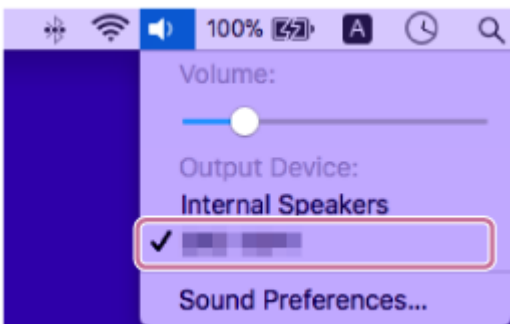 100% A
Volume:
Output Device:
Internal Speakers
Sound Preferences...